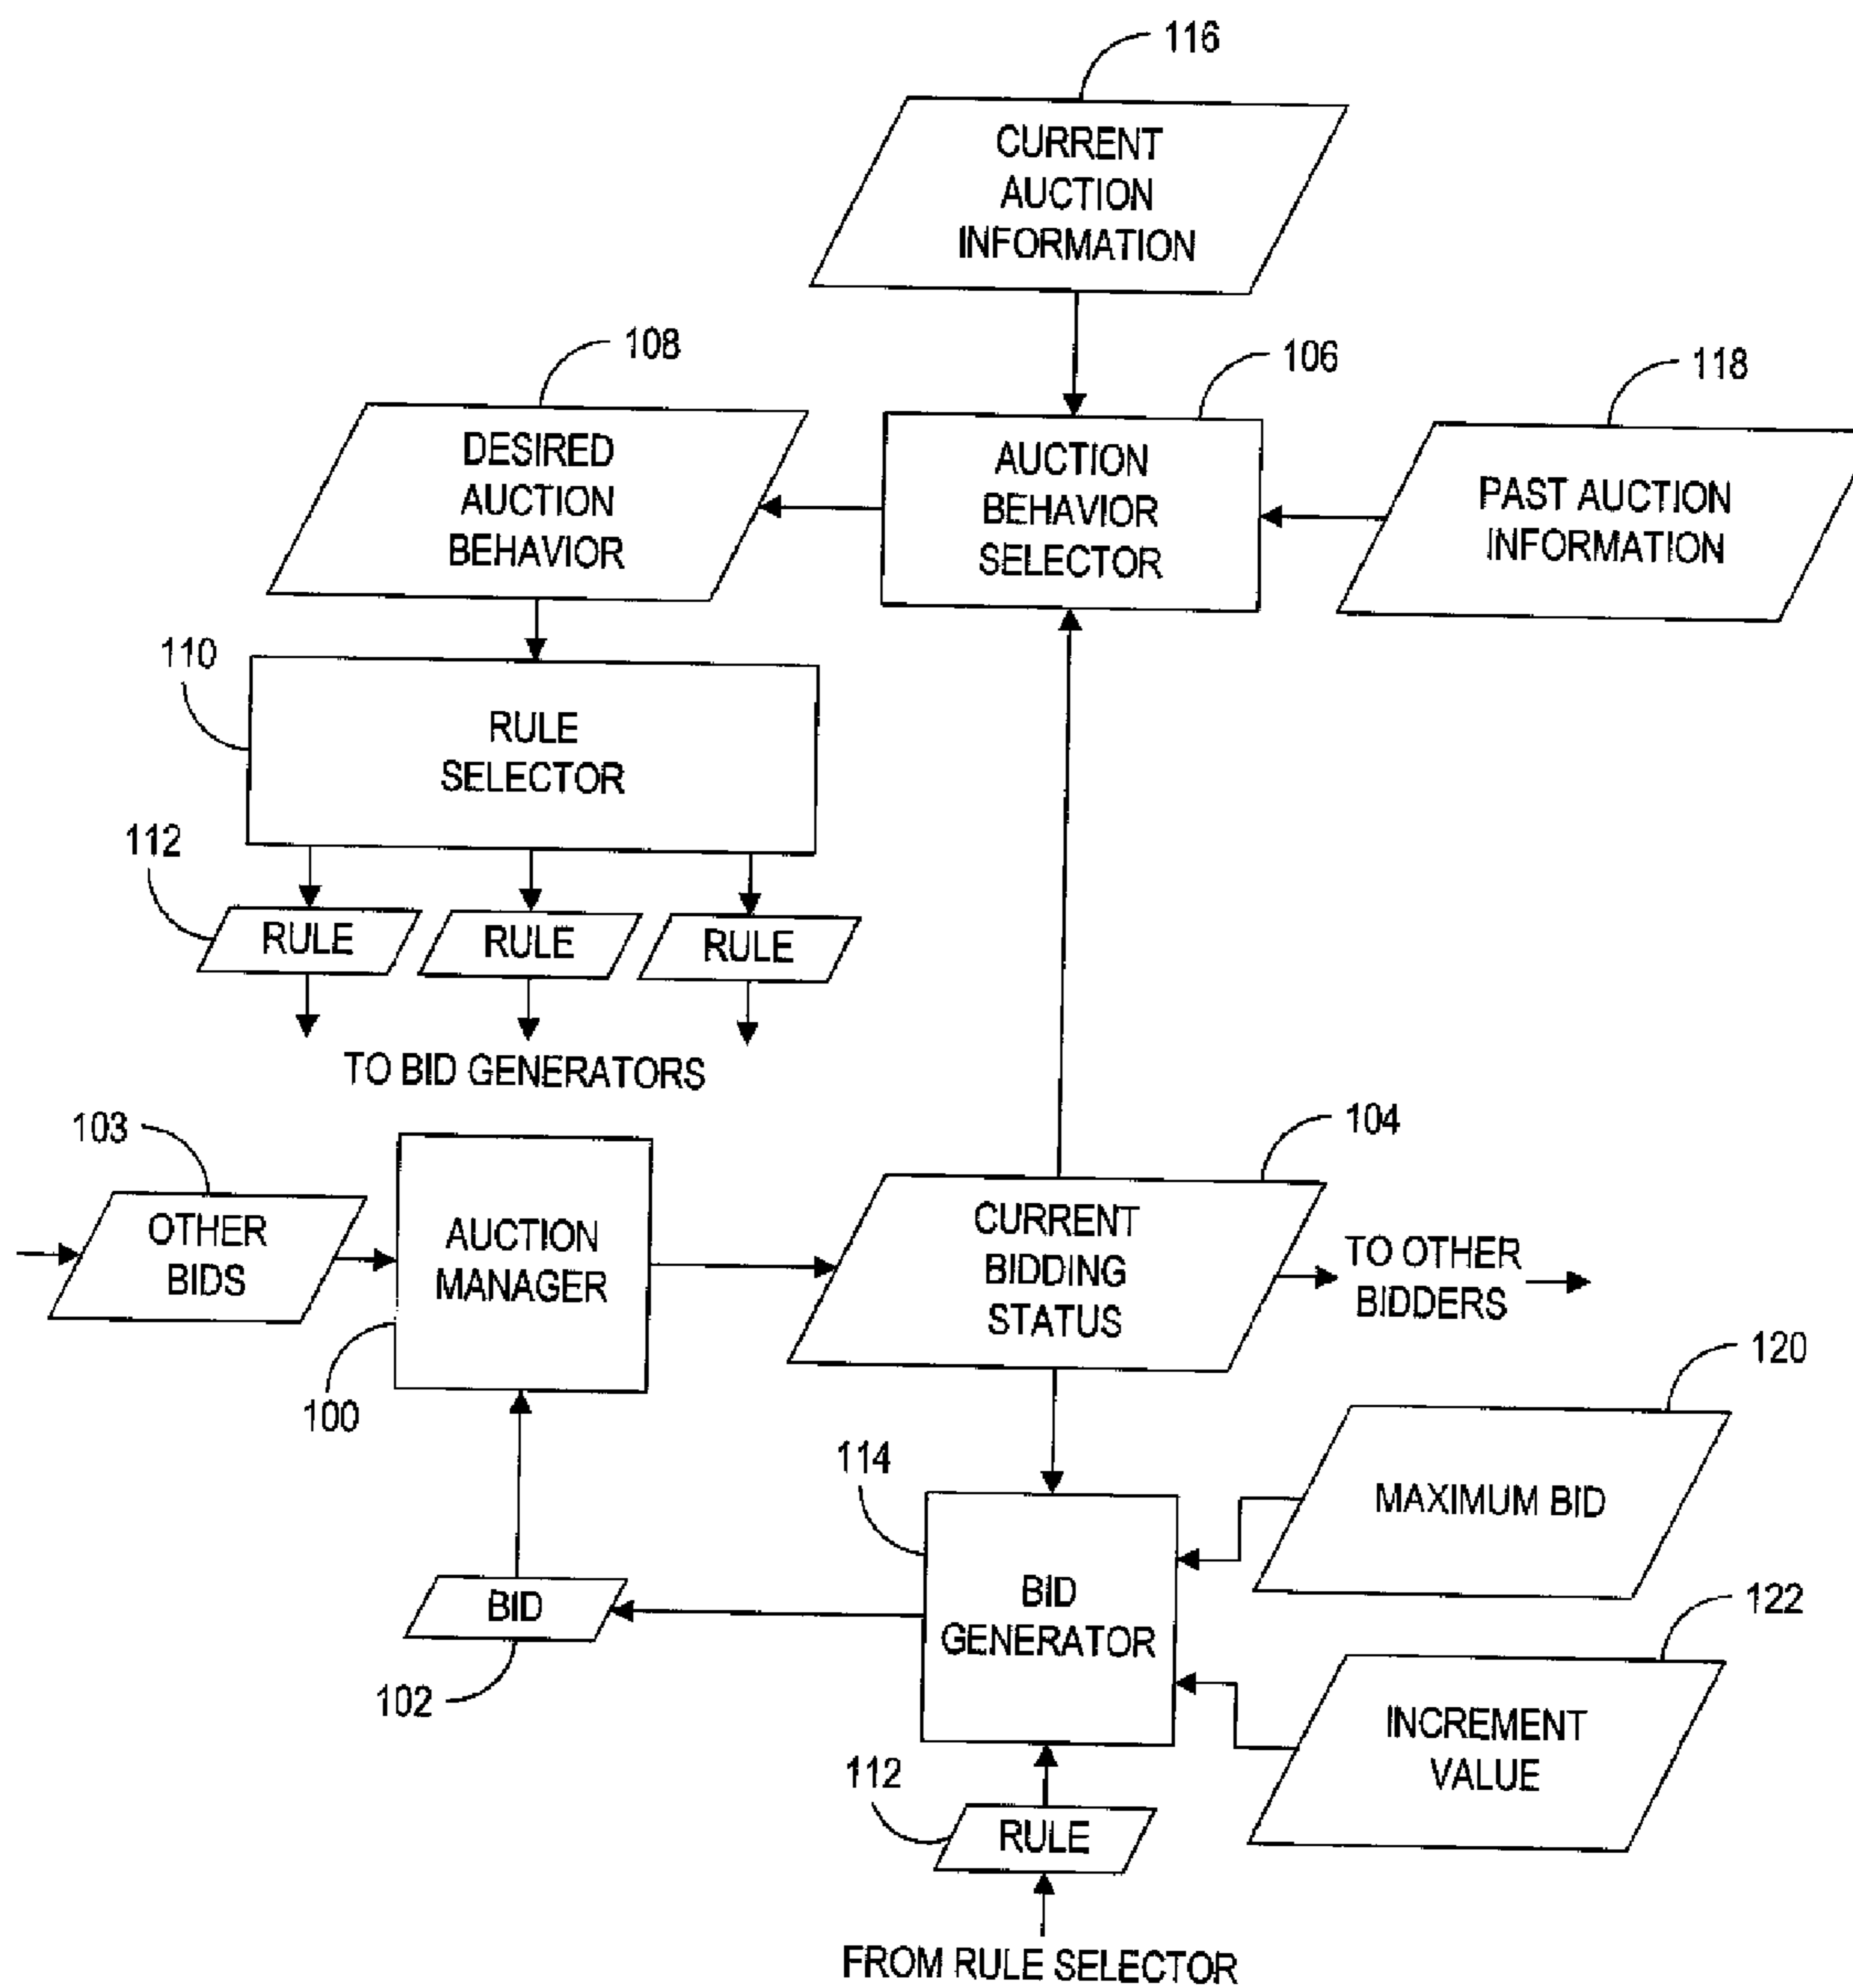 116
CURRENT
AUCTION
INFORMATION
108
106
118
DESIRED
AUCTION
BEHAVIOR
AUCTION
BEHAVIOR
SELECTOR
PAST AUCTION
INFORMATION
110
RULE
SELECTOR
112
RULE
RULE
RULE
TO BID GENERATORS
103
104
OTHER
BIDS
AUCTION
MANAGER
CURRENT
BIDDING
STATUS
TO OTHER
BIDDERS
100
120
114
MAXIMUM BID
BID
102
BID
GENERATOR
122
INCREMENT
VALUE
112
RULE
FROM RULE SELECTOR